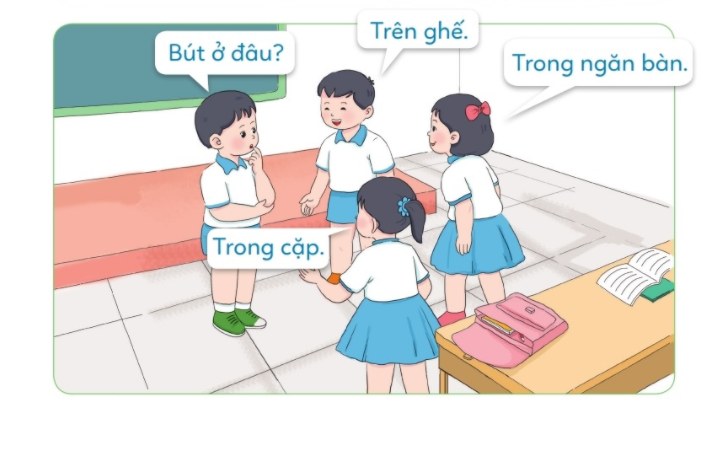 Bút ở đâu?
Trên ghế.
Trong ngăn bàn.
Trong cặp.